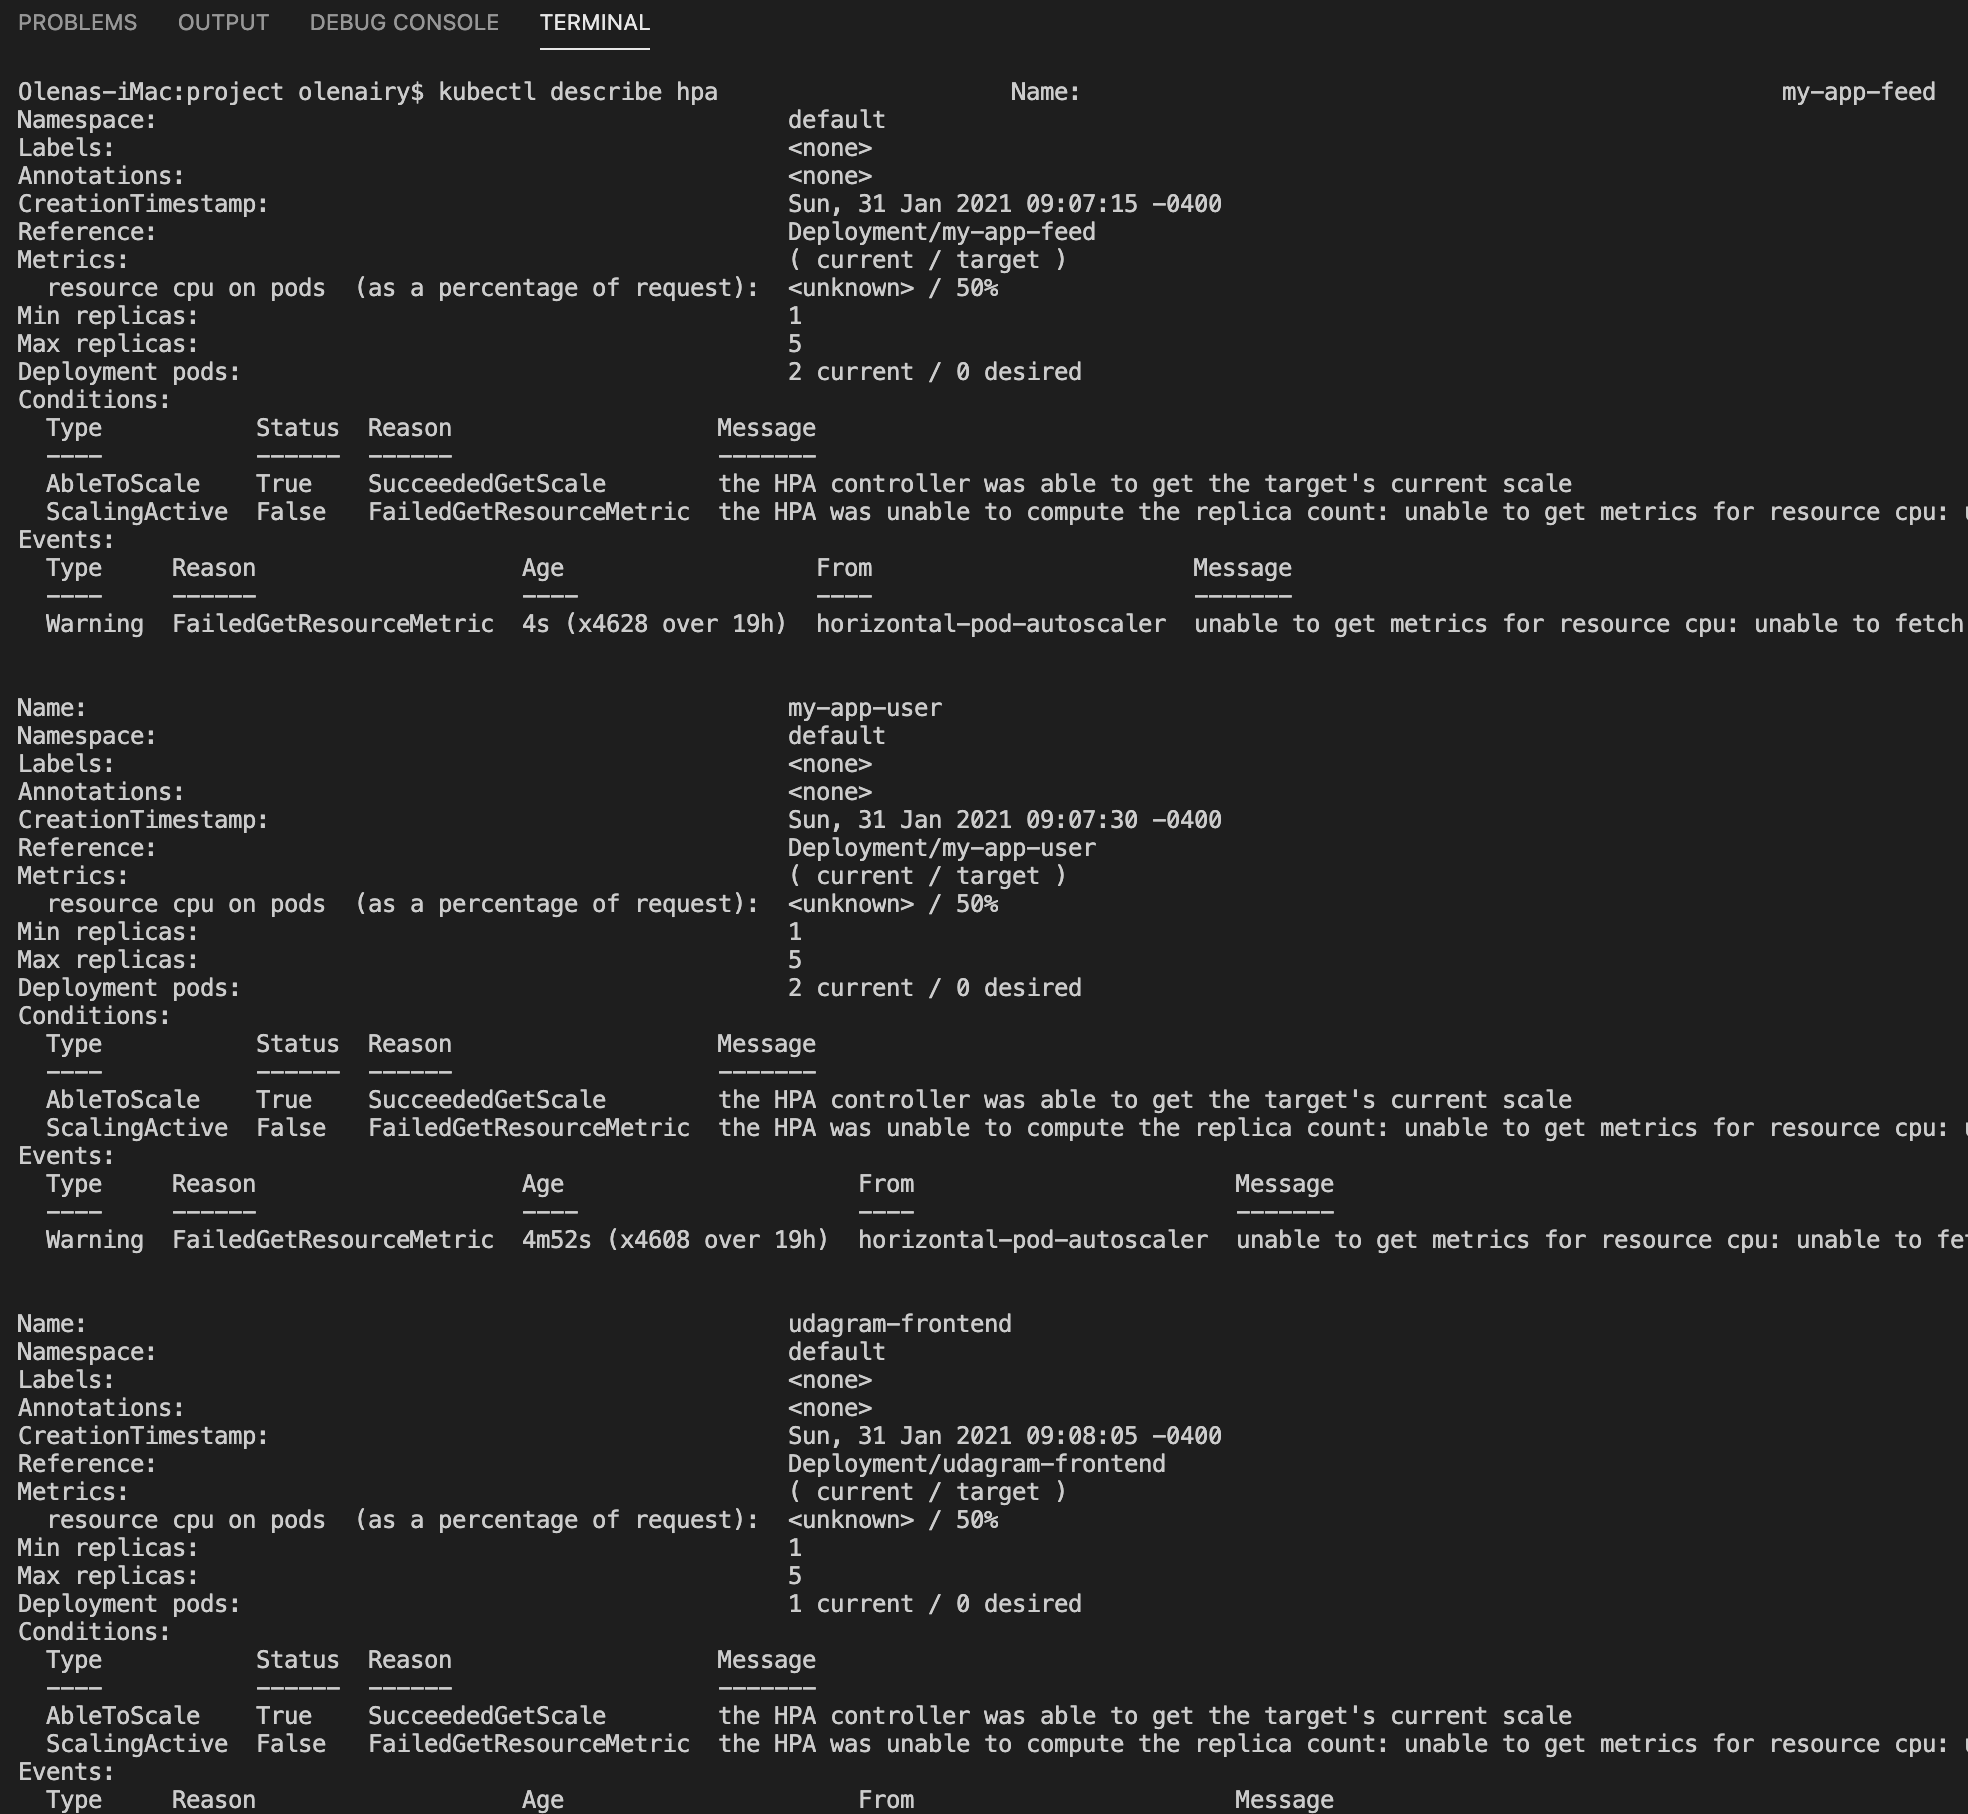 PROBLEMS OUTPUT DEBUG CONSOLE TERMINAL
Olenas-iMac:project olenairy$ kubectl describe hpa Name: my-app-feed
Namespace: default
Labels: <none>
Annotations: <none>
CreationTimestamp: Sun, 31 Jan 2021 09:07:15 -0400
Reference: Deployment/my-app-feed
Metrics: ( current / target )
resource cpu on pods (as a percentage of request): <unknown> / 50%
Min replicas: 1
Max replicas: 5
Deployment pods: 2 current / 0 desired
Conditions:
Type Status Reason Message
---- ------ ------ -------
AbleToScale True SucceededGetScale the HPA controller was able to get the target's current scale
ScalingActive False FailedGetResourceMetric the HPA was unable to compute the replica count: unable to get metrics for resource cpu:
Events:
Type Reason Age From Message
---- ------ ---- ---- -------
Warning FailedGetResourceMetric 4s (x4628 over 19h) horizontal-pod-autoscaler unable to get metrics for resource cpu: unable to fetch
Name: my-app-user
Namespace: default
Labels: <none>
Annotations: <none>
CreationTimestamp: Sun, 31 Jan 2021 09:07:30 -0400
Reference: Deployment/my-app-user
Metrics: ( current / target )
resource cpu on pods (as a percentage of request): <unknown> / 50%
Min replicas: 1
Max replicas: 5
Deployment pods: 2 current / 0 desired
Conditions:
Type Status Reason Message
---- ------ ------ -------
AbleToScale True SucceededGetScale the HPA controller was able to get the target's current scale
ScalingActive False FailedGetResourceMetric the HPA was unable to compute the replica count: unable to get metrics for resource cpu:
Events:
Type Reason Age From Message
---- ------ ---- ---- -------
Warning FailedGetResourceMetric 4m52s (x4608 over 19h) horizontal-pod-autoscaler unable to get metrics for resource cpu: unable to
Name: udagram-frontend
Namespace: default
Labels: <none>
Annotations: <none>
CreationTimestamp: Sun, 31 Jan 2021 09:08:05 -0400
Reference: Deployment/udagram-frontend
Metrics: ( current / target )
resource cpu on pods (as a percentage of request): <unknown> / 50%
Min replicas: 1
Max replicas: 5
Deployment pods: 1 current / 0 desired
Conditions:
Type Status Reason Message
---- ------ ------ -------
AbleToScale True SucceededGetScale the HPA controller was able to get the target's current scale
ScalingActive False FailedGetResourceMetric the HPA was unable to compute the replica count: unable to get metrics for resource cpu:
Events:
Type Reason Age From Message